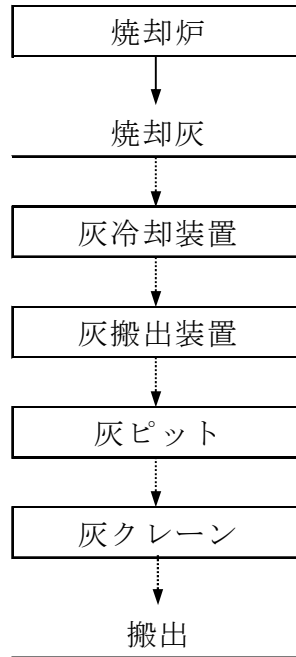 焼却炉
焼却灰
灰冷却装置
灰搬出装置
灰ピット
灰クレーン
搬出